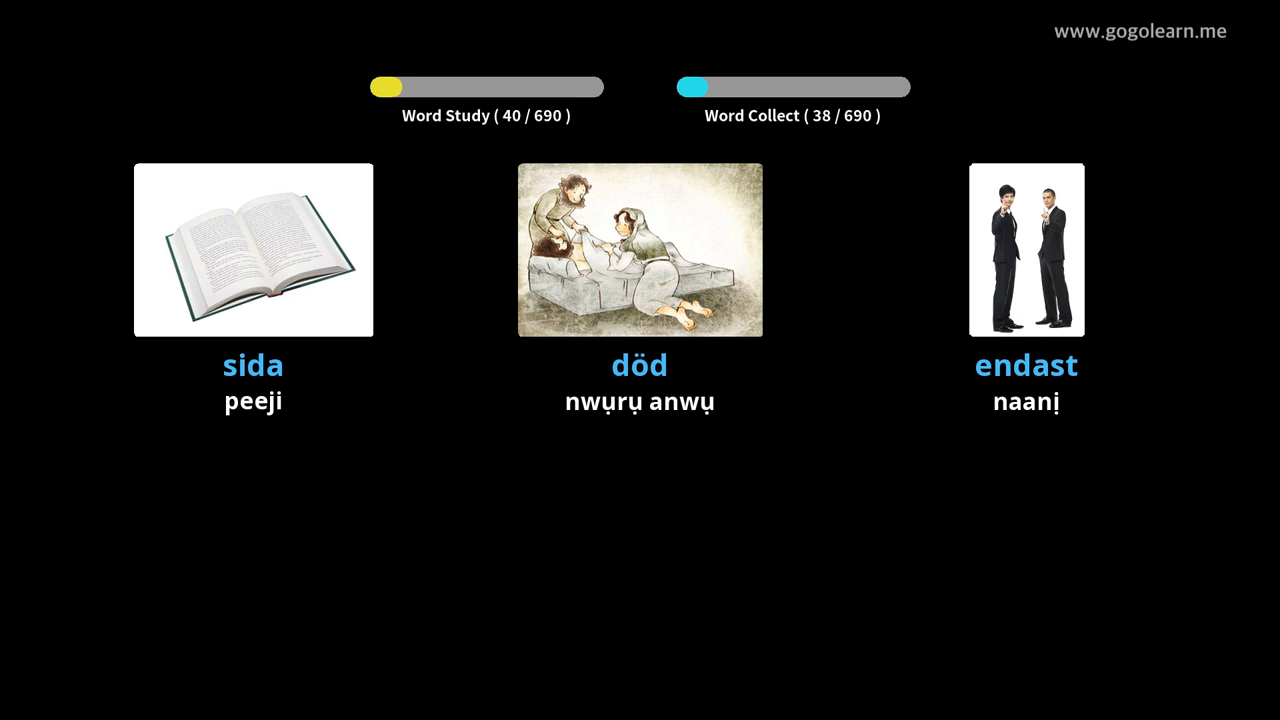 www.gogolearn.me
Word Study ( 40 / 690 )
Word Collect ( 38 / 690 )
sida
peeji
död
nwụrụ anwụ
endast
naanị